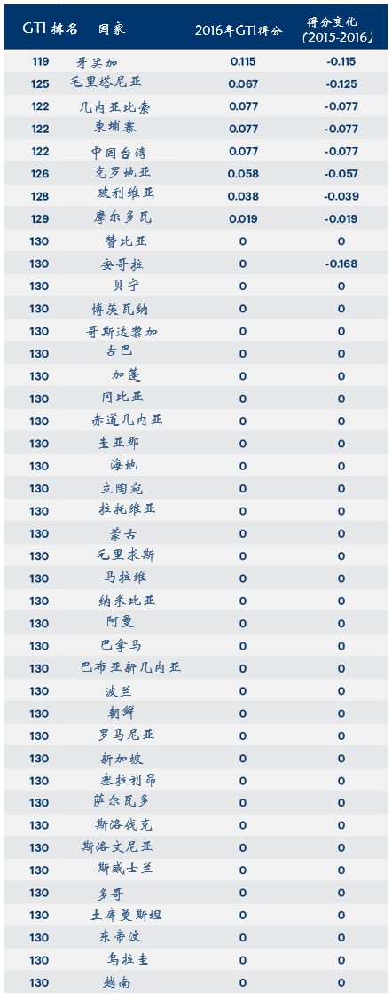 GTI 排名 国家 2016年GTI得分 得分变化
(2015-2016)
119 牙买加 0.115 -0.115
125 毛里塔尼亚 0.067 -0.125
122 几内亚比索 0.077 -0.077
122 柬埔寨 0.077 -0.077
122 中国台湾 0.077 -0.077
126 克罗地亚 0.058 -0.057
128 玻利维亚 0.038 -0.039
129 摩尔多瓦 0.019 -0.019
130 赞比亚 0 0
130 安哥拉 0 -0.168
130 贝宁 0 0
130 博茨瓦纳 0 0
130 哥斯达黎加 0 0
130 古巴 0 0
130 加蓬 0 0
130 冈比亚 0 0
130 赤道几内亚 0 0
130 圭亚那 0 0
130 海地 0 0
130 立陶宛 0 0
130 拉托维亚 0 0
130 蒙古 0 0
130 毛里求斯 0 0
130 马拉维 0 0
130 纳米比亚 0 0
130 阿曼 0 0
130 巴拿马 0 0
130 巴布亚新几内亚 0 0
130 波兰 0 0
130 朝鲜 0 0
130 罗马尼亚 0 0
130 新加坡 0 0
130 塞拉利昂 0 0
130 萨尔瓦多 0 0
130 斯洛伐克 0 0
130 斯洛文尼亚 0 0
130 斯威士兰 0 0
130 多哥 0 0
130 土库曼斯坦 0 0
130 东帝汶 0 0
130 乌拉圭 0 0
130 越南 0 0